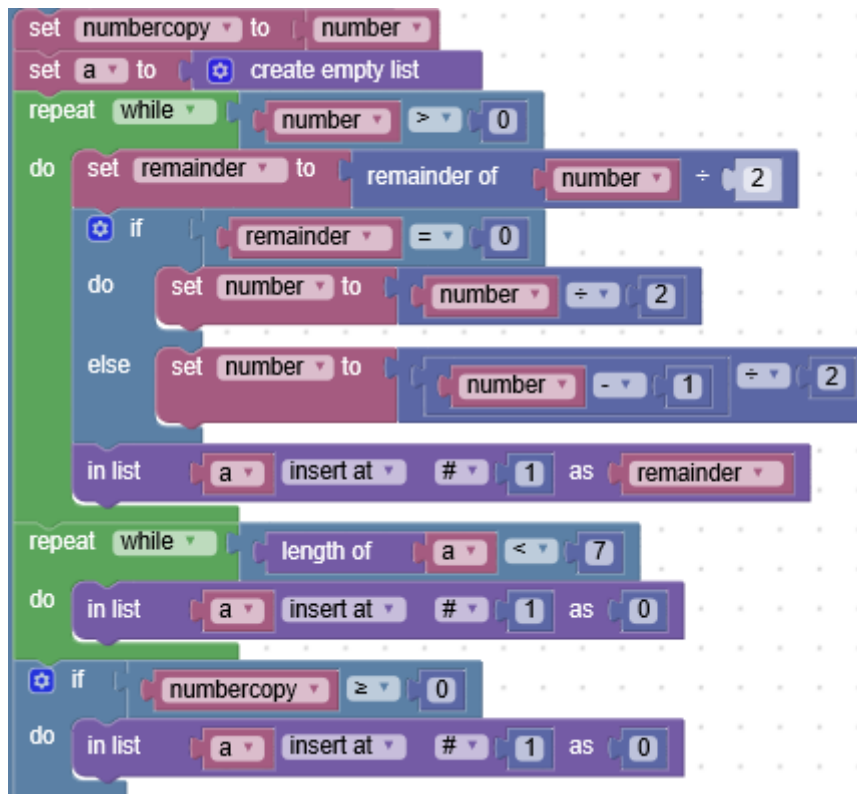 set numbercopy to number
set a to create empty list
repeat while number > 0
do set remainder to remainder of number ÷ 2
if remainder = 0
do set number to number ÷ 2
else set number to number - 1 ÷ 2
in list a insert at # 1 as remainder
repeat while length of a < 7
do in list a insert at # 1 as 0
if numbercopy ≥ 0
do in list a insert at # 1 as 0